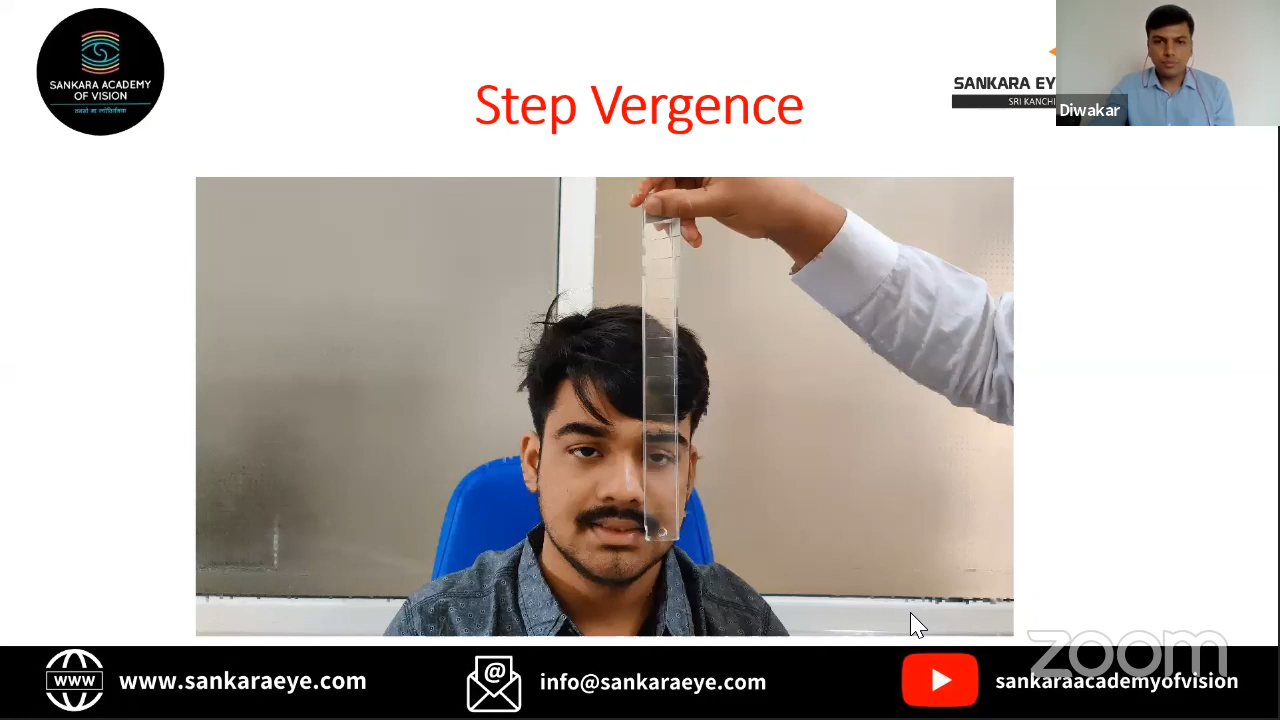 SANKARA ACADEMY
OF VISION
Step Vergence
SANKARA EY
SRI KANCHI
Diwakar
www
www.sankaraeye.com
@
info@sankaraeye.com
sankaraacademyofvision
zoom